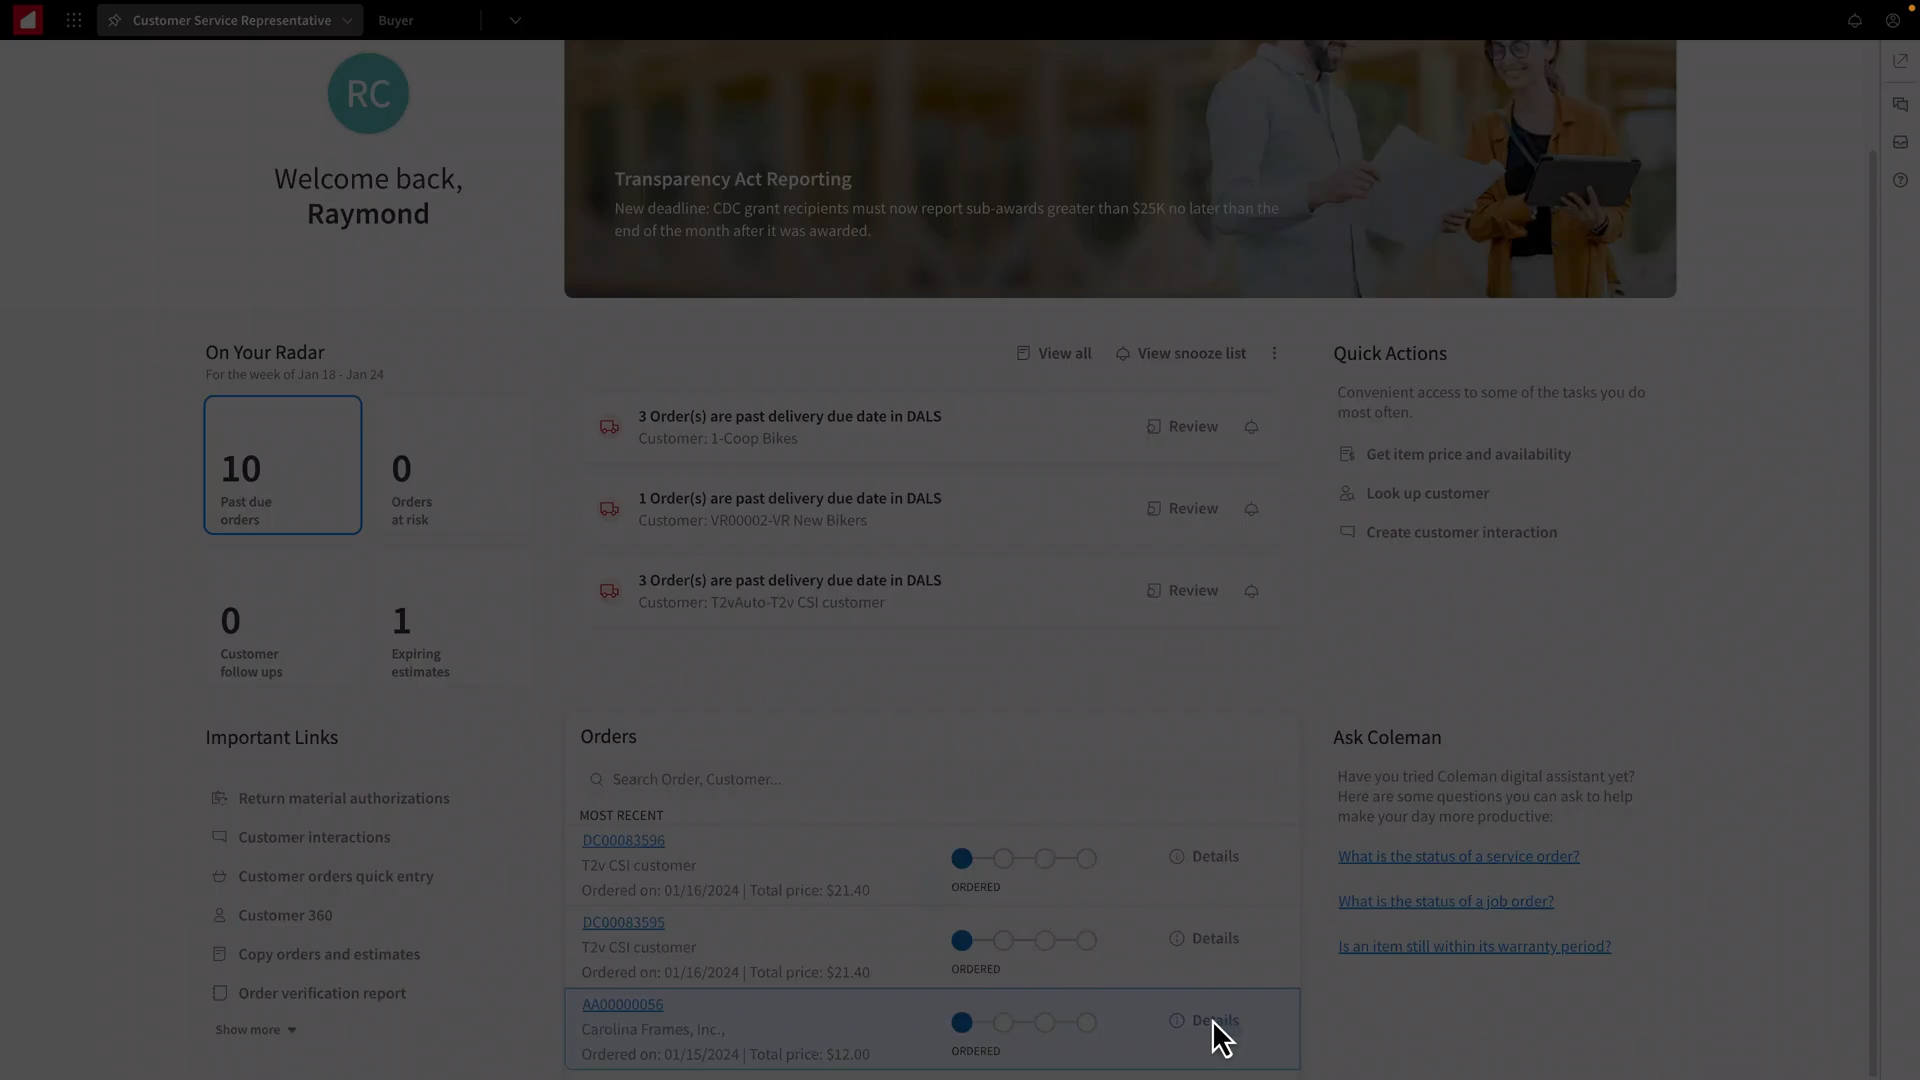 Customer Service Representative
Buyer
RC
Welcome back,
Raymond
Transparency Act Reporting
New deadline: CDC grant recipients must now report sub-awards greater than $25K no later than the
end of the month after it was awarded.
On Your Radar
For the week of Jan 18 - Jan 24
10
Past due
orders
0
Orders
at risk
0
Customer
follow ups
1
Expiring
estimates
View all
View snooze list
3 Order(s) are past delivery due date in DALS
Customer: 1-Coop Bikes
Review
1 Order(s) are past delivery due date in DALS
Customer: VR00002-VR New Bikers
Review
3 Order(s) are past delivery due date in DALS
Customer: T2vAuto-T2v CSI customer
Review
Quick Actions
Convenient access to some of the tasks you do
most often.
Get item price and availability
Look up customer
Create customer interaction
Important Links
Return material authorizations
Customer interactions
Customer orders quick entry
Customer 360
Copy orders and estimates
Order verification report
Show more
Orders
Search Order, Customer...
MOST RECENT
DC00083596
T2v CSI customer
Ordered on: 01/16/2024 | Total price: $21.40
ORDERED
Details
DC00083595
T2v CSI customer
Ordered on: 01/16/2024 | Total price: $21.40
ORDERED
Details
AA00000056
Carolina Frames, Inc.,
Ordered on: 01/15/2024 | Total price: $12.00
ORDERED
Details
Ask Coleman
Have you tried Coleman digital assistant yet?
Here are some questions you can ask to help
make your day more productive:
What is the status of a service order?
What is the status of a job order?
Is an item still within its warranty period?